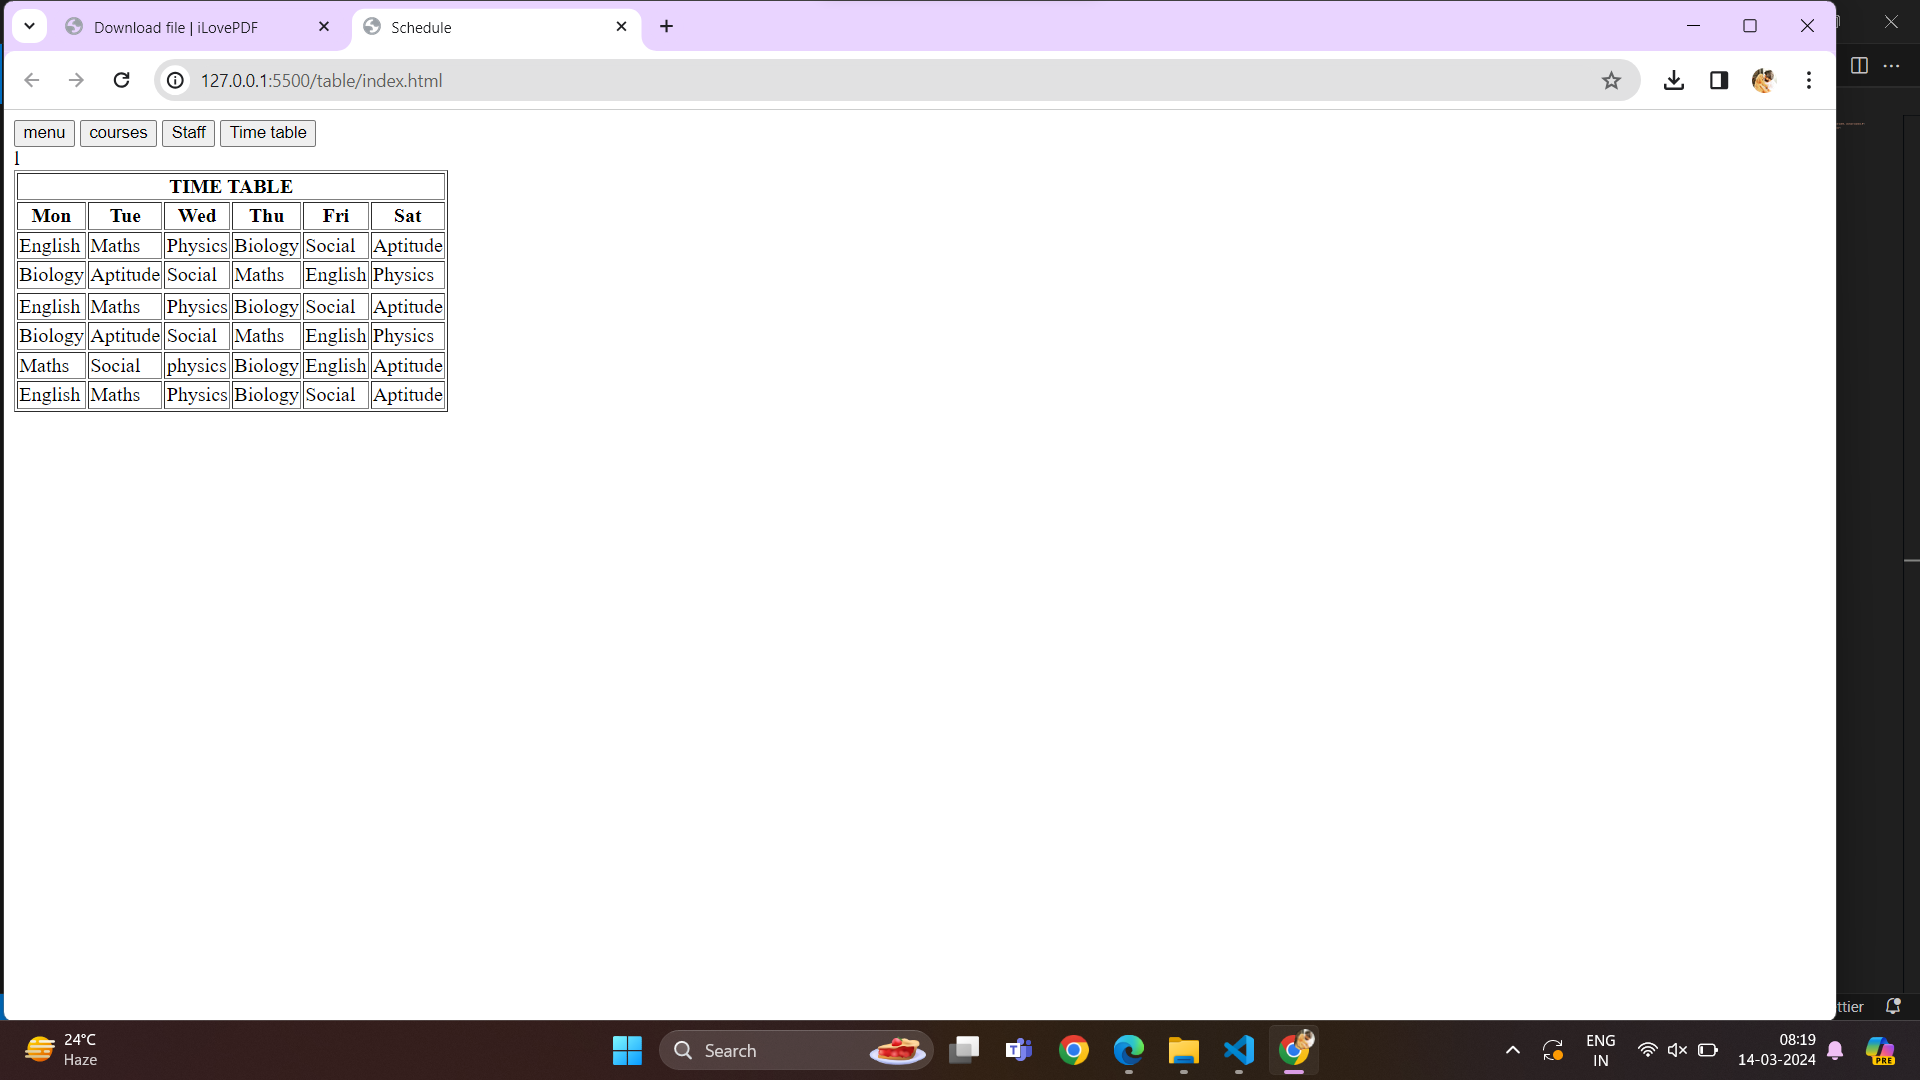 Download file | iLovePDF
Schedule
127.0.0.1:5500/table/index.html
menu courses Staff Time table
l
TIME TABLE
Mon Tue Wed Thu Fri Sat
English Maths Physics Biology Social Aptitude
Biology Aptitude Social Maths English Physics
English Maths Physics Biology Social Aptitude
Biology Aptitude Social Maths English Physics
Maths Social physics Biology English Aptitude
English Maths Physics Biology Social Aptitude
ttier
24°C
Haze
Search
ENG
IN
08:19
14-03-2024
PRE